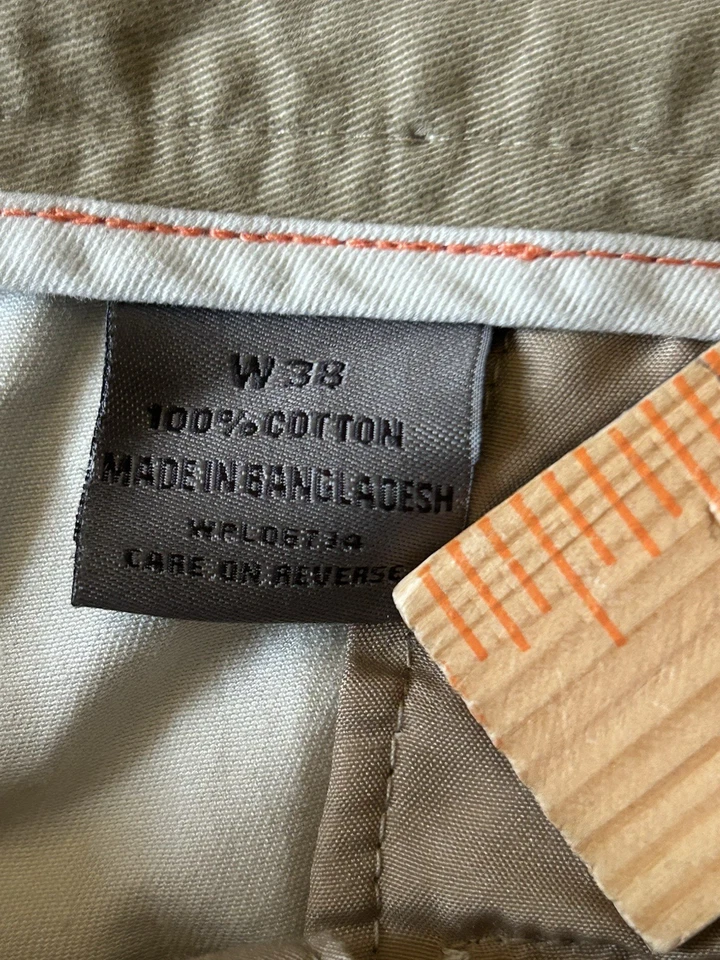 W 38
100% COTTON
MADE IN BANGLADESH
WPL06734
CARE ON REVERSE